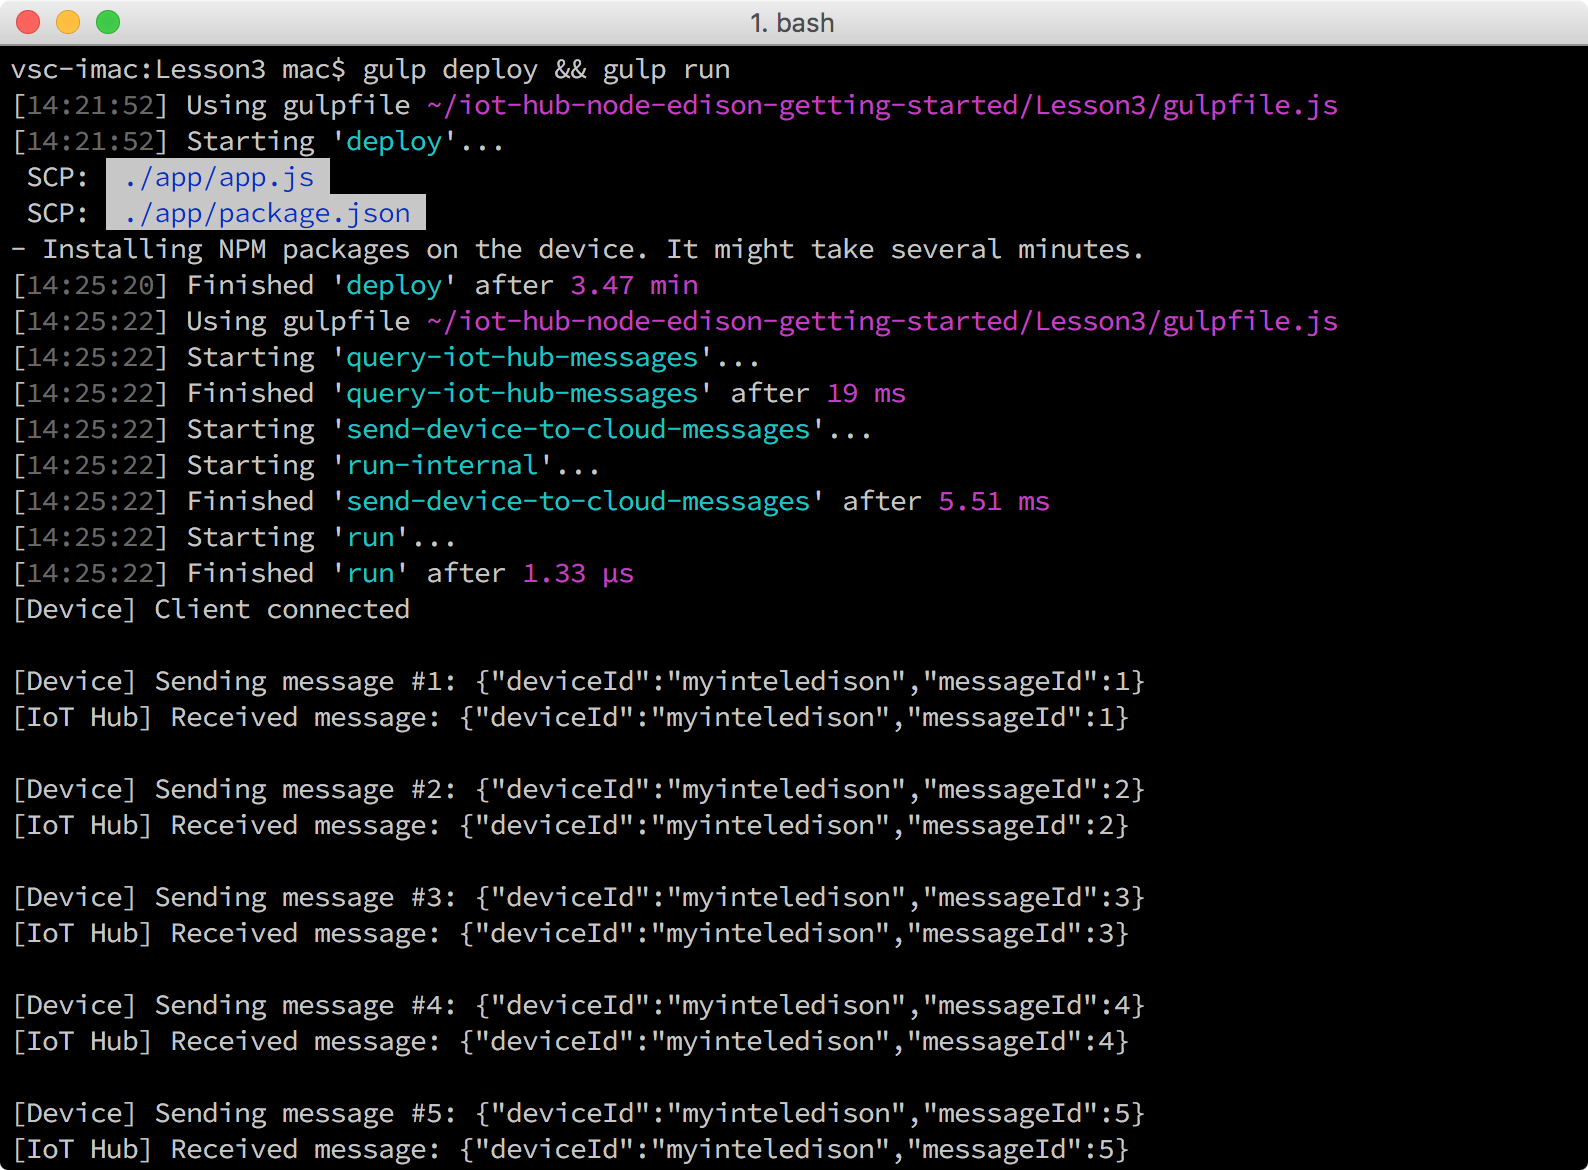 1. bash
vsc-imac:Lesson3 mac$ gulp deploy && gulp run
[14:21:52] Using gulpfile ~/iot-hub-node-edison-getting-started/Lesson3/gulpfile.js
[14:21:52] Starting 'deploy'...
SCP: ./app/app.js
SCP: ./app/package.json
- Installing NPM packages on the device. It might take several minutes.
[14:25:20] Finished 'deploy' after 3.47 min
[14:25:22] Using gulpfile ~/iot-hub-node-edison-getting-started/Lesson3/gulpfile.js
[14:25:22] Starting 'query-iot-hub-messages'...
[14:25:22] Finished 'query-iot-hub-messages' after 19 ms
[14:25:22] Starting 'send-device-to-cloud-messages'...
[14:25:22] Starting 'run-internal'...
[14:25:22] Finished 'send-device-to-cloud-messages' after 5.51 ms
[14:25:22] Starting 'run'...
[14:25:22] Finished 'run' after 1.33 μs
[Device] Client connected
[Device] Sending message #1: {"deviceId":"myinteledison","messageId":1}
[IoT Hub] Received message: {"deviceId":"myinteledison","messageId":1}
[Device] Sending message #2: {"deviceId":"myinteledison","messageId":2}
[IoT Hub] Received message: {"deviceId":"myinteledison","messageId":2}
[Device] Sending message #3: {"deviceId":"myinteledison","messageId":3}
[IoT Hub] Received message: {"deviceId":"myinteledison","messageId":3}
[Device] Sending message #4: {"deviceId":"myinteledison","messageId":4}
[IoT Hub] Received message: {"deviceId":"myinteledison","messageId":4}
[Device] Sending message #5: {"deviceId":"myinteledison","messageId":5}
[IoT Hub] Received message: {"deviceId":"myinteledison","messageId":5}